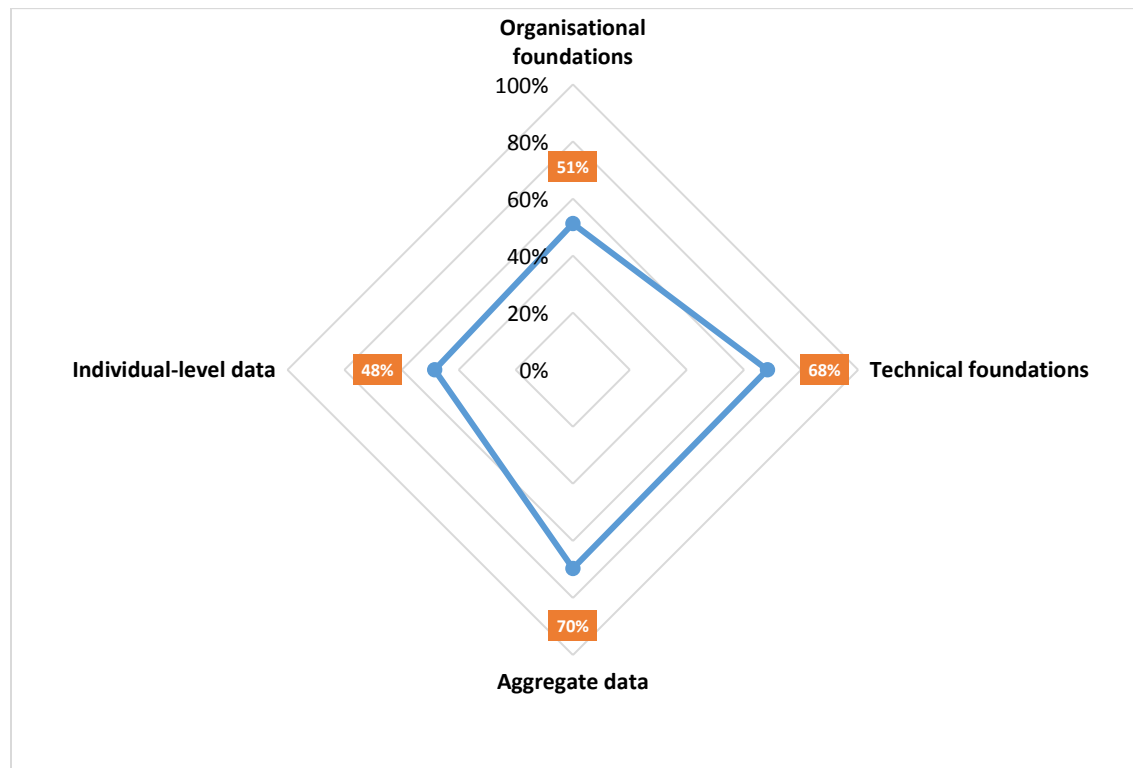 Organisational
foundations
100%
80%
51%
60%
40%
20%
Individual-level data
48%
0%
68%
Technical foundations
70%
Aggregate data